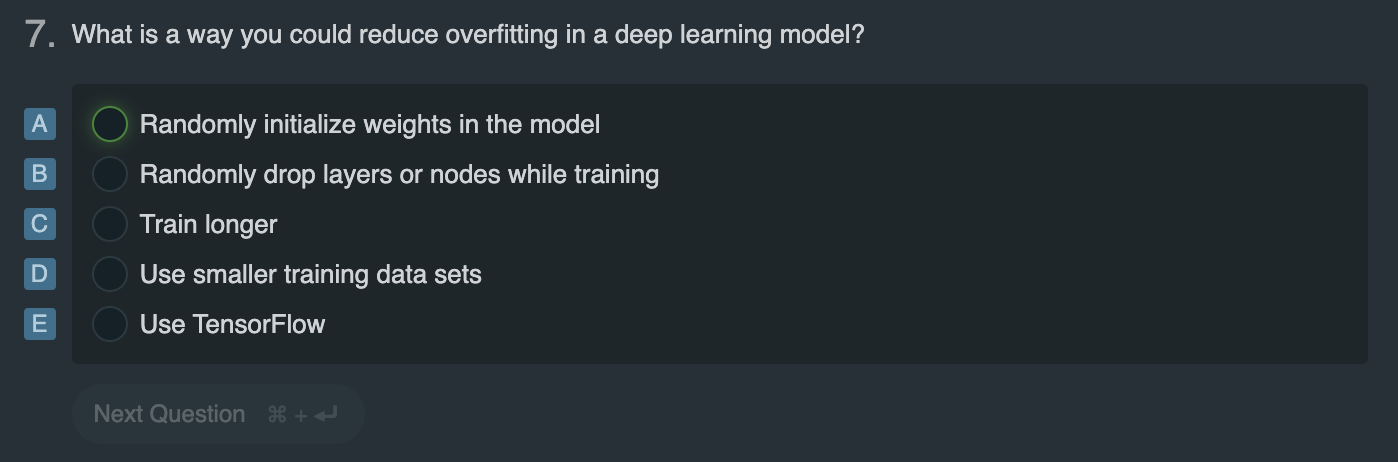 7. What is a way you could reduce overfitting in a deep learning model?
A Randomly initialize weights in the model
B Randomly drop layers or nodes while training
C Train longer
D Use smaller training data sets
E Use TensorFlow
Next Question ⌘ + ↵